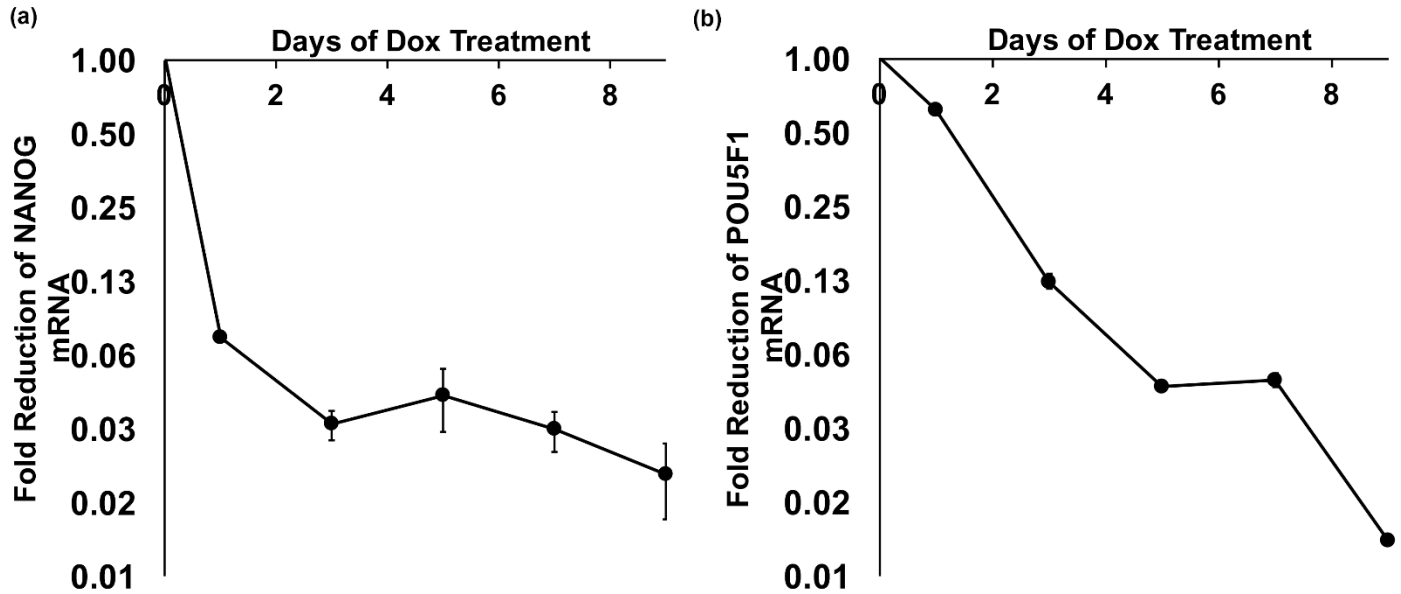 (a)
Days of Dox Treatment
1.00
0.50
0.25
0.13
0.06
0.03
0.02
0.01
0 2 4 6 8
Fold Reduction of NANOG
mRNA
(b)
Days of Dox Treatment
1.00
0.50
0.25
0.13
0.06
0.03
0.02
0.01
0 2 4 6 8
Fold Reduction of POU5F1
mRNA